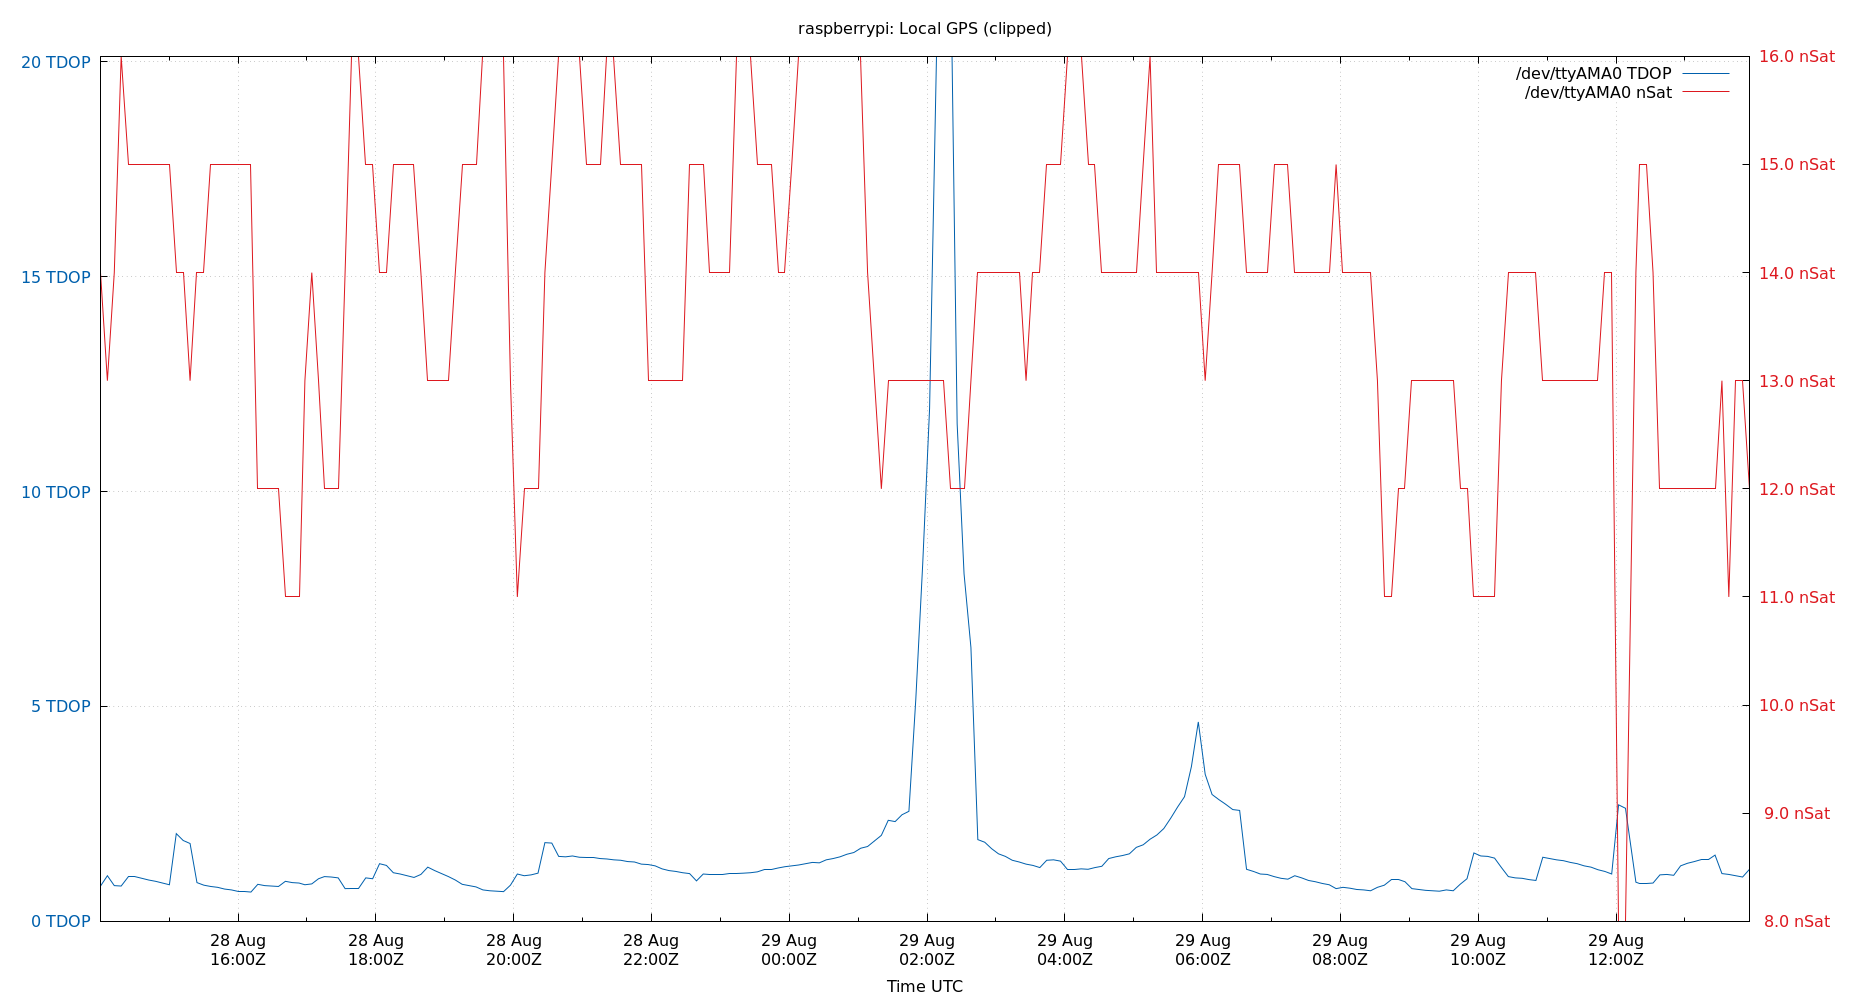 raspberrypi: Local GPS (clipped)
/dev/ttyAMA0 TDOP
/dev/ttyAMA0 nSat
20 TDOP
15 TDOP
10 TDOP
5 TDOP
0 TDOP
16.0 nSat
15.0 nSat
14.0 nSat
13.0 nSat
12.0 nSat
11.0 nSat
10.0 nSat
9.0 nSat
8.0 nSat
28 Aug
16:00Z
28 Aug
18:00Z
28 Aug
20:00Z
28 Aug
22:00Z
29 Aug
00:00Z
29 Aug
02:00Z
29 Aug
04:00Z
29 Aug
06:00Z
29 Aug
08:00Z
29 Aug
10:00Z
29 Aug
12:00Z
Time UTC